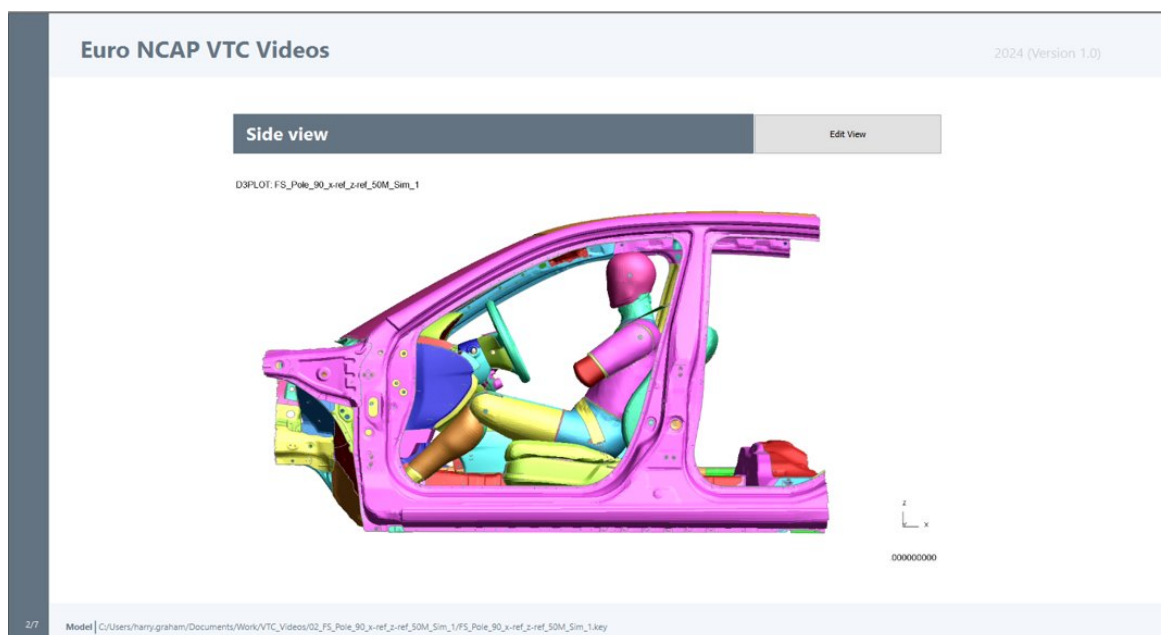 Euro NCAP VTC Videos
2024 (Version 1.0)
Side view
Edit View
D3PLOT: FS_Pole_90_x-ref_z-ref_50M_Sim_1
z
Y x
.000000000
2/7
Model C:/Users/harry.graham/Documents/Work/VTC_Videos/02_FS_Pole_90_x-ref_z-ref_50M_Sim_1/FS_Pole_90_x-ref_z-ref_50M_Sim_1.key